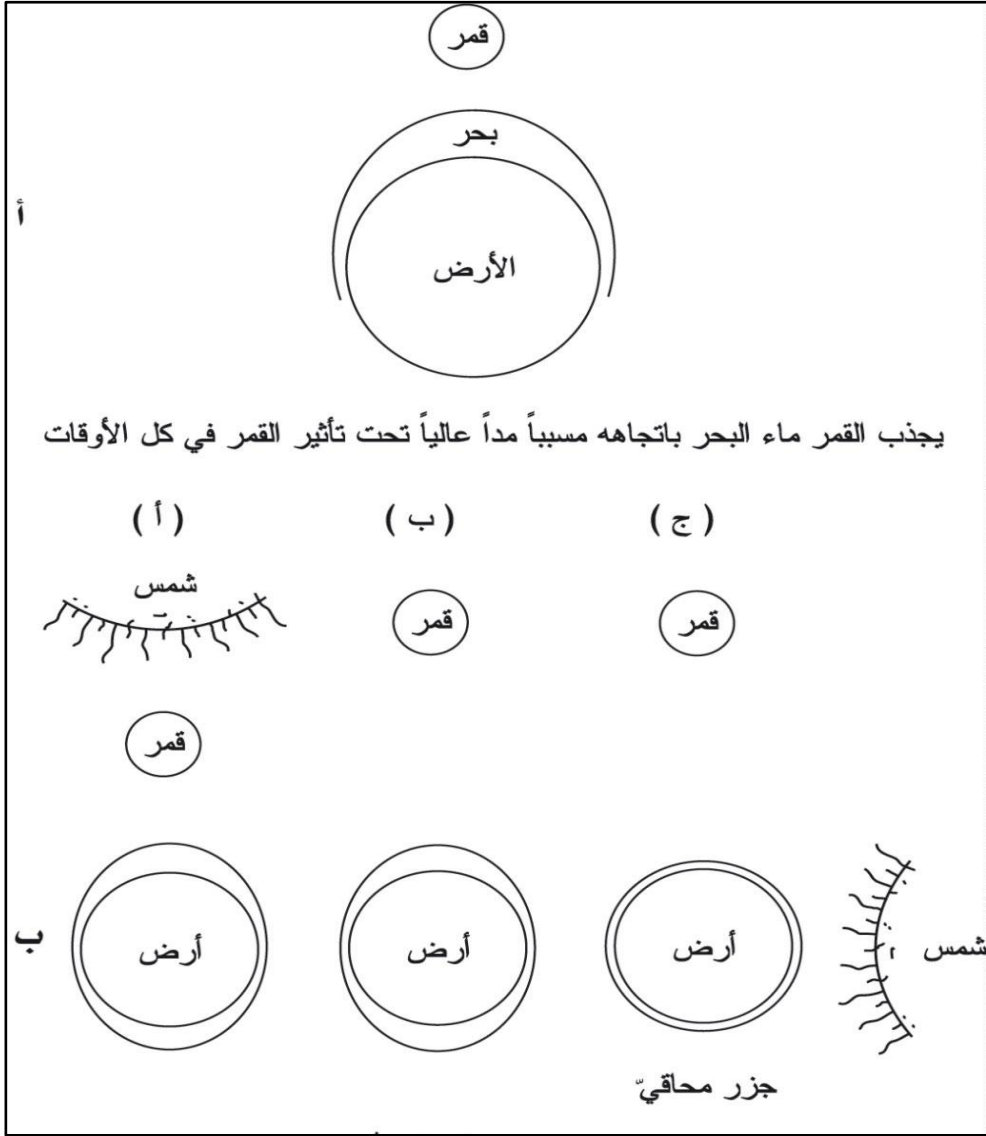 قمر
بحر
أ
الأرض
يجذب القمر ماء البحر باتجاهه مسبباً مداً عالياً تحت تأثير القمر في كل الأوقات
( ج ) ( ب ) ( أ )
شمس
قمر قمر
قمر
شمس أرض أرض أرض ب
جزر محاقيّ